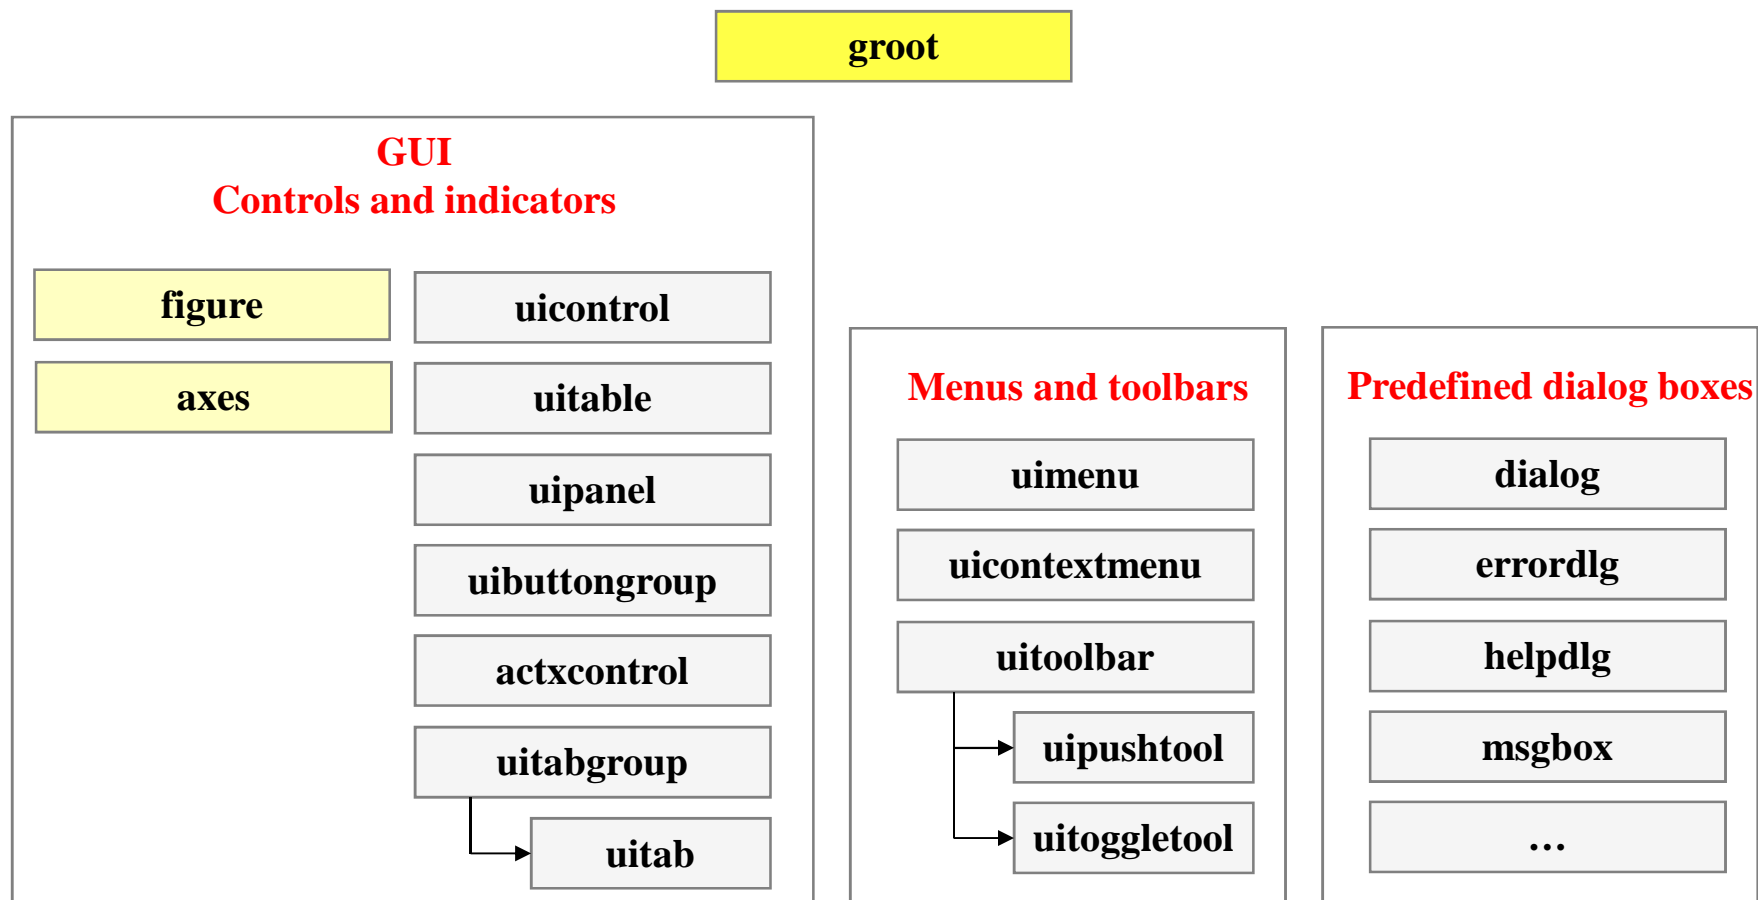 groot
GUI
Controls and indicators
figure
axes
uicontrol
uitable
uipanel
uibuttongroup
actxcontrol
uitabgroup
uitab
Menus and toolbars
uimenu
uicontextmenu
uitoolbar
uipushtool
uitoggletool
Predefined dialog boxes
dialog
errordlg
helpdlg
msgbox
…